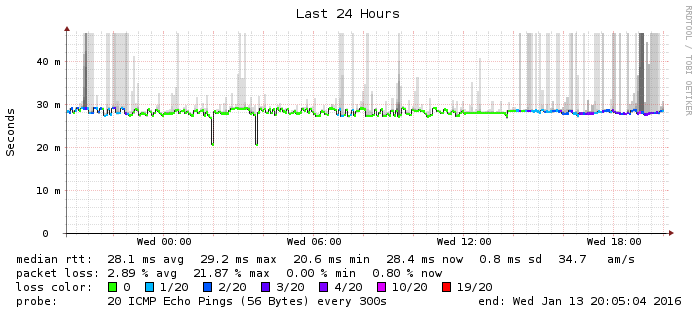 Last 24 Hours
RRDTOOL / TOBI OETIKER
Seconds
40 m
30 m
20 m
10 m
0
Wed 00:00 Wed 06:00 Wed 12:00 Wed 18:00
median rtt: 28.1 ms avg 29.2 ms max 20.6 ms min 28.4 ms now 0.8 ms sd 34.7 am/s
packet loss: 2.89 % avg 21.87 % max 0.00 % min 0.80 % now
loss color: 0 1/20 2/20 3/20 4/20 10/20 19/20
probe: 20 ICMP Echo Pings (56 Bytes) every 300s end: Wed Jan 13 20:05:04 2016